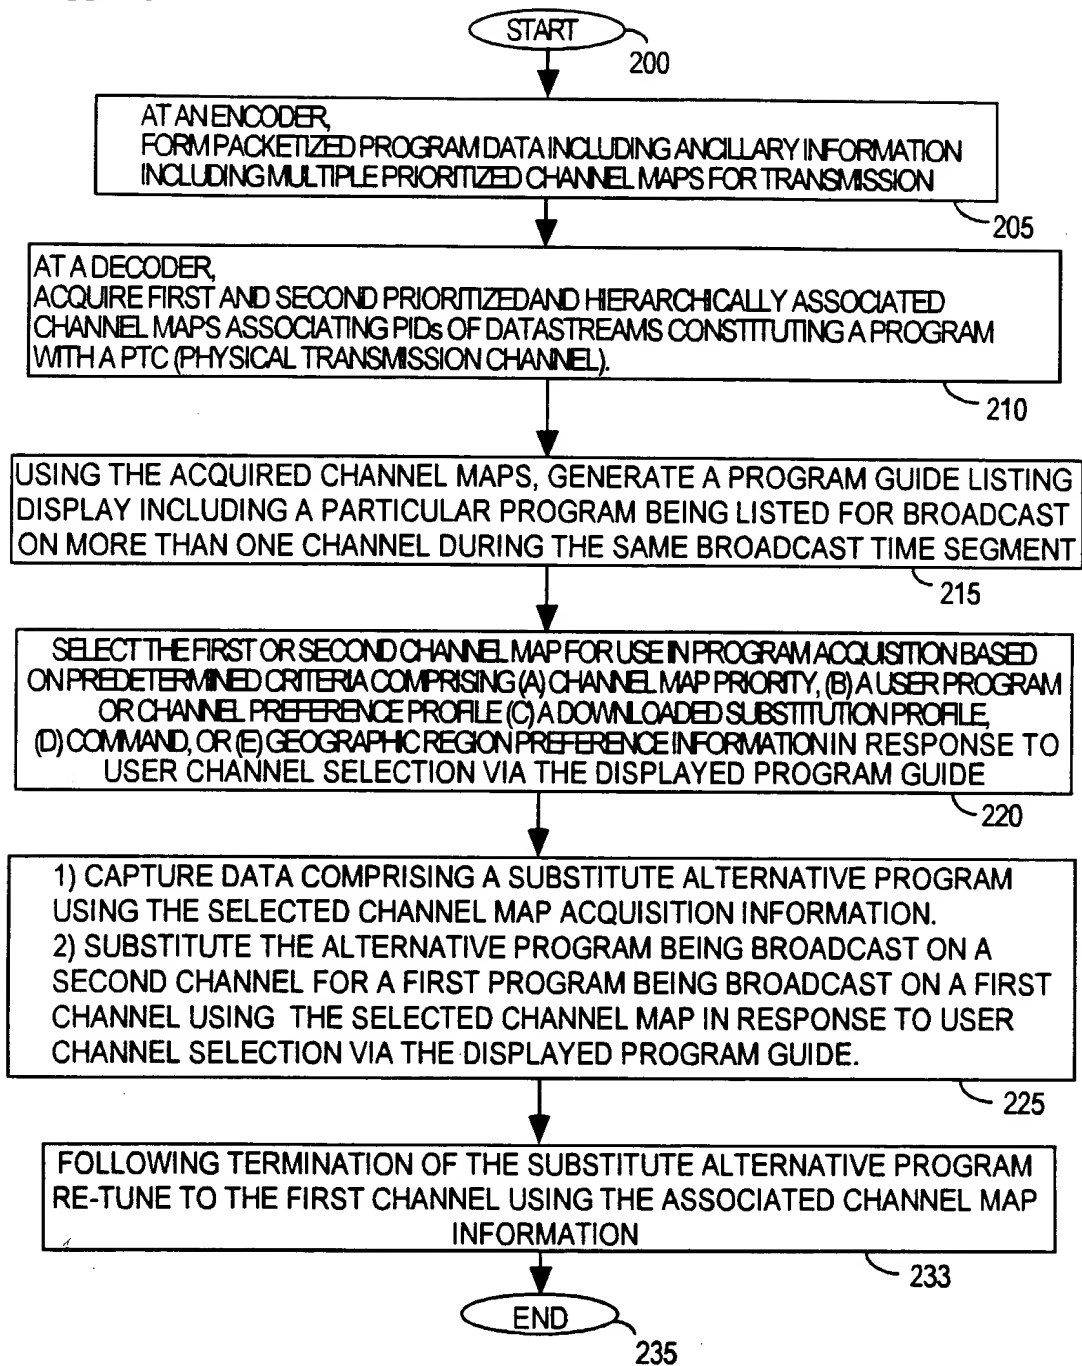 START
200
AT AN ENCODER,
FORM PACKETIZED PROGRAM DATA INCLUDING ANCILLARY INFORMATION
INCLUDING MULTIPLE PRIORITIZED CHANNEL MAPS FOR TRANSMISSION
205
AT A DECODER,
ACQUIRE FIRST AND SECOND PRIORITIZED AND HIERARCHICALLY ASSOCIATED
CHANNEL MAPS ASSOCIATING PIDs OF DATASTREAMS CONSTITUTING A PROGRAM
WITH A PTC (PHYSICAL TRANSMISSION CHANNEL).
210
USING THE ACQUIRED CHANNEL MAPS, GENERATE A PROGRAM GUIDE LISTING
DISPLAY INCLUDING A PARTICULAR PROGRAM BEING LISTED FOR BROADCAST
ON MORE THAN ONE CHANNEL DURING THE SAME BROADCAST TIME SEGMENT
215
SELECT THE FIRST OR SECOND CHANNEL MAP FOR USE IN PROGRAM ACQUISITION BASED
ON PREDETERMINED CRITERIA COMPRISING (A) CHANNEL MAP PRIORITY, (B) A USER PROGRAM
OR CHANNEL PREFERENCE PROFILE (C) A DOWNLOADED SUBSTITUTION PROFILE,
(D) COMMAND, OR (E) GEOGRAPHIC REGION PREFERENCE INFORMATION IN RESPONSE TO
USER CHANNEL SELECTION VIA THE DISPLAYED PROGRAM GUIDE
220
1) CAPTURE DATA COMPRISING A SUBSTITUTE ALTERNATIVE PROGRAM
USING THE SELECTED CHANNEL MAP ACQUISITION INFORMATION.
2) SUBSTITUTE THE ALTERNATIVE PROGRAM BEING BROADCAST ON A
SECOND CHANNEL FOR A FIRST PROGRAM BEING BROADCAST ON A FIRST
CHANNEL USING THE SELECTED CHANNEL MAP IN RESPONSE TO USER
CHANNEL SELECTION VIA THE DISPLAYED PROGRAM GUIDE.
225
FOLLOWING TERMINATION OF THE SUBSTITUTE ALTERNATIVE PROGRAM
RE-TUNE TO THE FIRST CHANNEL USING THE ASSOCIATED CHANNEL MAP
INFORMATION
233
END
235